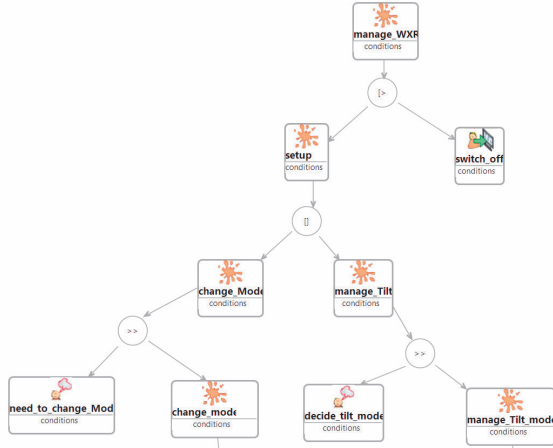 manage_WXR
conditions
[>
setup
conditions
switch_off
conditions
[]
change_Mode
conditions
manage_Tilt
conditions
>>
>>
need_to_change_Mod
conditions
change_mode
conditions
decide_tilt_mode
conditions
manage_Tilt_mode
conditions